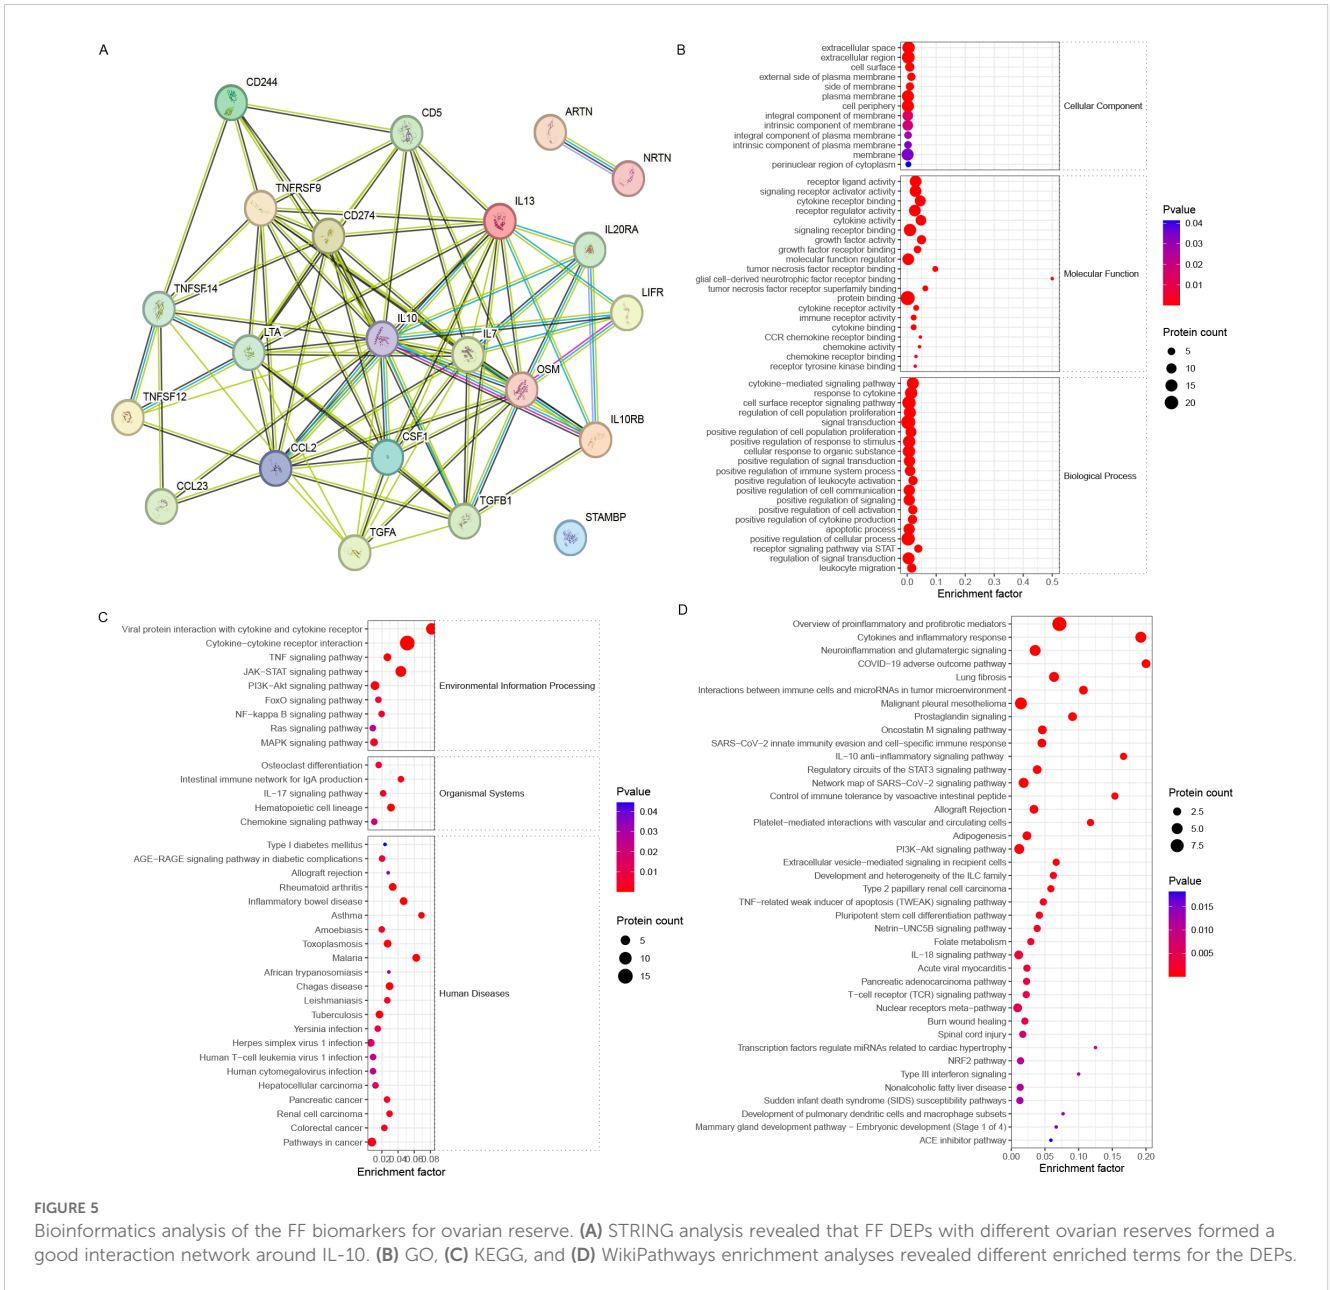 A
CD244
CD5
ARTN
NRTN
TNFRSF9
CD274
IL13
IL20RA
LIFR
TNFSF14
LTA
IL10
IL7
OSM
TNFSF12
IL10RB
CCL2
CSF1
CCL23
TGFB1
TGFA
STAMBP
B
extracellular space
extracellular region
cell surface
external side of plasma membrane
side of membrane
plasma membrane
cell periphery
integral component of membrane
intrinsic component of membrane
integral component of plasma membrane
intrinsic component of plasma membrane
membrane
perinuclear region of cytoplasm
Cellular Component
receptor ligand activity
signaling receptor activator activity
cytokine receptor binding
receptor regulator activity
cytokine activity
signaling receptor binding
growth factor activity
growth factor receptor binding
molecular function regulator
tumor necrosis factor receptor binding
glial cell-derived neurotrophic factor receptor binding
tumor necrosis factor receptor superfamily binding
protein binding
cytokine receptor activity
immune receptor activity
cytokine binding
CCR chemokine receptor binding
chemokine activity
chemokine receptor binding
receptor tyrosine kinase binding
Molecular Function
cytokine-mediated signaling pathway
response to cytokine
cell surface receptor signaling pathway
regulation of cell population proliferation
signal transduction
positive regulation of cell population proliferation
positive regulation of response to stimulus
cellular response to organic substance
positive regulation of signal transduction
positive regulation of immune system process
positive regulation of leukocyte activation
positive regulation of cell communication
positive regulation of signaling
positive regulation of cell activation
positive regulation of cytokine production
apoptotic process
positive regulation of cellular process
receptor signaling pathway via STAT
regulation of signal transduction
leukocyte migration
Biological Process
0.0 0.1 0.2 0.3 0.4 0.5
Enrichment factor
Pvalue
0.04
0.03
0.02
0.01
Protein count
5
10
15
20
C
Viral protein interaction with cytokine and cytokine receptor
Cytokine-cytokine receptor interaction
TNF signaling pathway
JAK-STAT signaling pathway
PI3K-Akt signaling pathway
FoxO signaling pathway
NF-kappa B signaling pathway
Ras signaling pathway
MAPK signaling pathway
Environmental Information Processing
Osteoclast differentiation
Intestinal immune network for IgA production
IL-17 signaling pathway
Hematopoietic cell lineage
Chemokine signaling pathway
Organismal Systems
Type I diabetes mellitus
AGE-RAGE signaling pathway in diabetic complications
Allograft rejection
Rheumatoid arthritis
Inflammatory bowel disease
Asthma
Amoebiasis
Toxoplasmosis
Malaria
African trypanosomiasis
Chagas disease
Leishmaniasis
Tuberculosis
Yersinia infection
Herpes simplex virus 1 infection
Human T-cell leukemia virus 1 infection
Human cytomegalovirus infection
Hepatocellular carcinoma
Pancreatic cancer
Renal cell carcinoma
Colorectal cancer
Pathways in cancer
Human Diseases
0.02 0.04 0.06 0.08
Enrichment factor
Pvalue
0.04
0.03
0.02
0.01
Protein count
5
10
15
D
Overview of proinflammatory and profibrotic mediators
Cytokines and inflammatory response
Neuroinflammation and glutamatergic signaling
COVID-19 adverse outcome pathway
Lung fibrosis
Interactions between immune cells and microRNAs in tumor microenvironment
Malignant pleural mesothelioma
Prostaglandin signaling
Oncostatin M signaling pathway
SARS-CoV-2 innate immunity evasion and cell-specific immune response
IL-10 anti-inflammatory signaling pathway
Regulatory circuits of the STAT3 signaling pathway
Network map of SARS-CoV-2 signaling pathway
Control of immune tolerance by vasoactive intestinal peptide
Allograft Rejection
Platelet-mediated interactions with vascular and circulating cells
Adipogenesis
PI3K-Akt signaling pathway
Extracellular vesicle-mediated signaling in recipient cells
Development and heterogeneity of the ILC family
Type 2 papillary renal cell carcinoma
TNF-related weak inducer of apoptosis (TWEAK) signaling pathway
Pluripotent stem cell differentiation pathway
Netrin-UNC5B signaling pathway
Folate metabolism
IL-18 signaling pathway
Acute viral myocarditis
Pancreatic adenocarcinoma pathway
T-cell receptor (TCR) signaling pathway
Nuclear receptors meta-pathway
Burn wound healing
Spinal cord injury
Transcription factors regulate miRNAs related to cardiac hypertrophy
NRF2 pathway
Type III interferon signaling
Nonalcoholic fatty liver disease
Sudden infant death syndrome (SIDS) susceptibility pathways
Development of pulmonary dendritic cells and macrophage subsets
Mammary gland development pathway - Embryonic development (Stage 1 of 4)
ACE inhibitor pathway
0.00 0.05 0.10 0.15 0.20
Enrichment factor
Protein count
2.5
5.0
7.5
Pvalue
0.015
0.010
0.005
FIGURE 5
Bioinformatics analysis of the FF biomarkers for ovarian reserve. (A) STRING analysis revealed that FF DEPs with different ovarian reserves formed a
good interaction network around IL-10. (B) GO, (C) KEGG, and (D) WikiPathways enrichment analyses revealed different enriched terms for the DEPs.